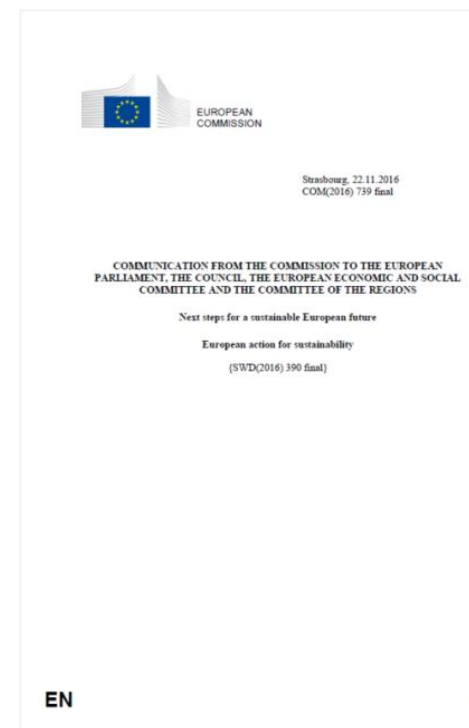 EUROPEAN
COMMISSION
Strasbourg, 22.11.2016
COM(2016) 739 final
COMMUNICATION FROM THE COMMISSION TO THE EUROPEAN
PARLIAMENT, THE COUNCIL, THE EUROPEAN ECONOMIC AND SOCIAL
COMMITTEE AND THE COMMITTEE OF THE REGIONS
Next steps for a sustainable European future
European action for sustainability
{SWD(2016) 390 final}
EN